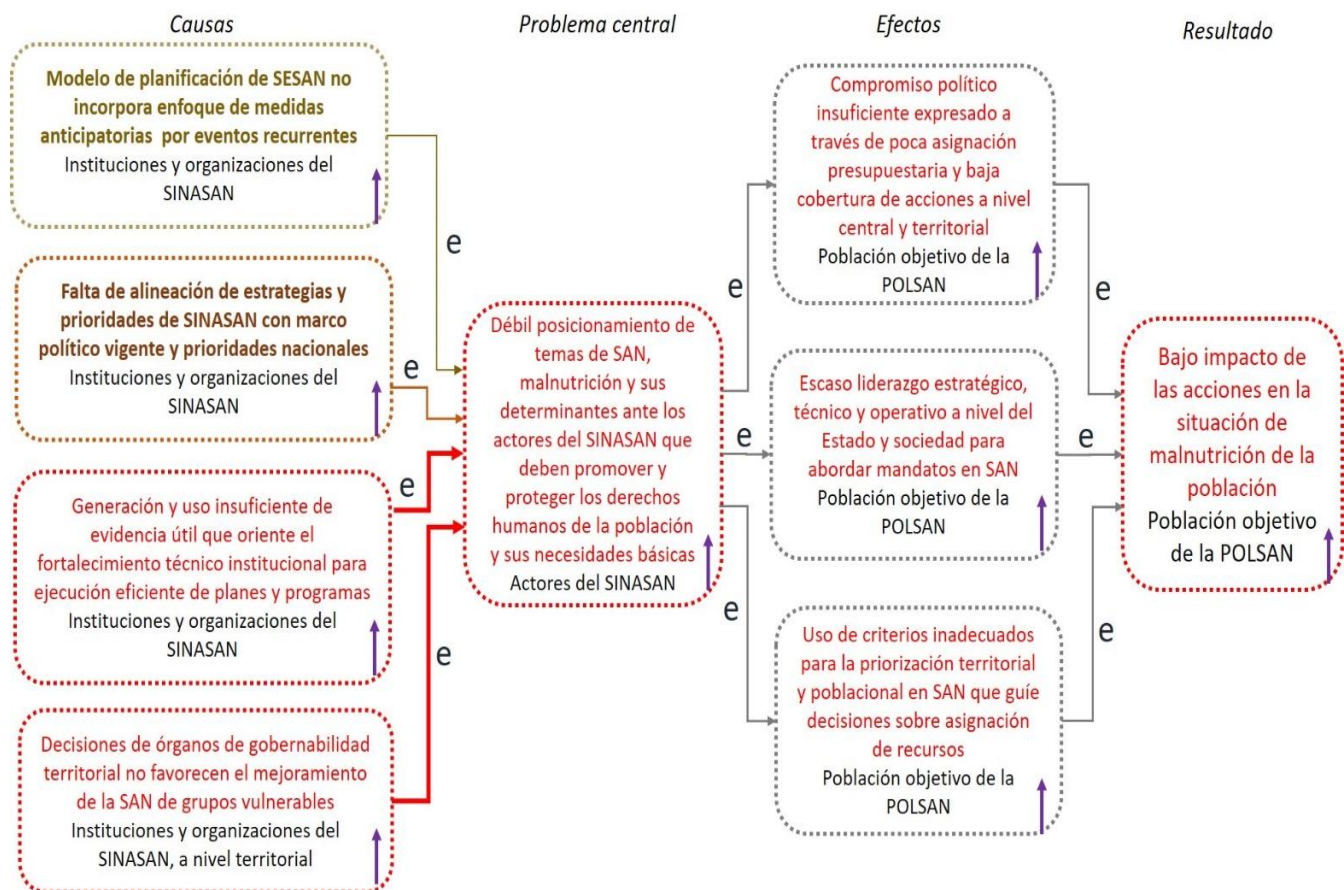 Causas
Problema central
Efectos
Resultado
Modelo de planificación de SESAN no
incorpora enfoque de medidas
anticipatorias por eventos recurrentes
Instituciones y organizaciones del
SINASAN
e
Falta de alineación de estrategias y
prioridades de SINASAN con marco
político vigente y prioridades nacionales
Instituciones y organizaciones del
SINASAN
e
Generación y uso insuficiente de
evidencia útil que oriente el
fortalecimiento técnico institucional para
ejecución eficiente de planes y programas
Instituciones y organizaciones del
SINASAN
e
Decisiones de órganos de gobernabilidad
territorial no favorecen el mejoramiento
de la SAN de grupos vulnerables
Instituciones y organizaciones del
SINASAN, a nivel territorial
e
Débil posicionamiento de
temas de SAN,
malnutrición y sus
determinantes ante los
actores del SINASAN que
deben promover y
proteger los derechos
humanos de la población
y sus necesidades básicas
Actores del SINASAN
e
e
e
Compromiso político
insuficiente expresado a
través de poca asignación
presupuestaria y baja
cobertura de acciones a nivel
central y territorial
Población objetivo de la
POLSAN
e
Escaso liderazgo estratégico,
técnico y operativo a nivel del
Estado y sociedad para
abordar mandatos en SAN
Población objetivo de la
POLSAN
e
Uso de criterios inadecuados
para la priorización territorial
y poblacional en SAN que guíe
decisiones sobre asignación
de recursos
Población objetivo de la
POLSAN
e
Bajo impacto de
las acciones en la
situación de
malnutrición de la
población
Población objetivo
de la POLSAN